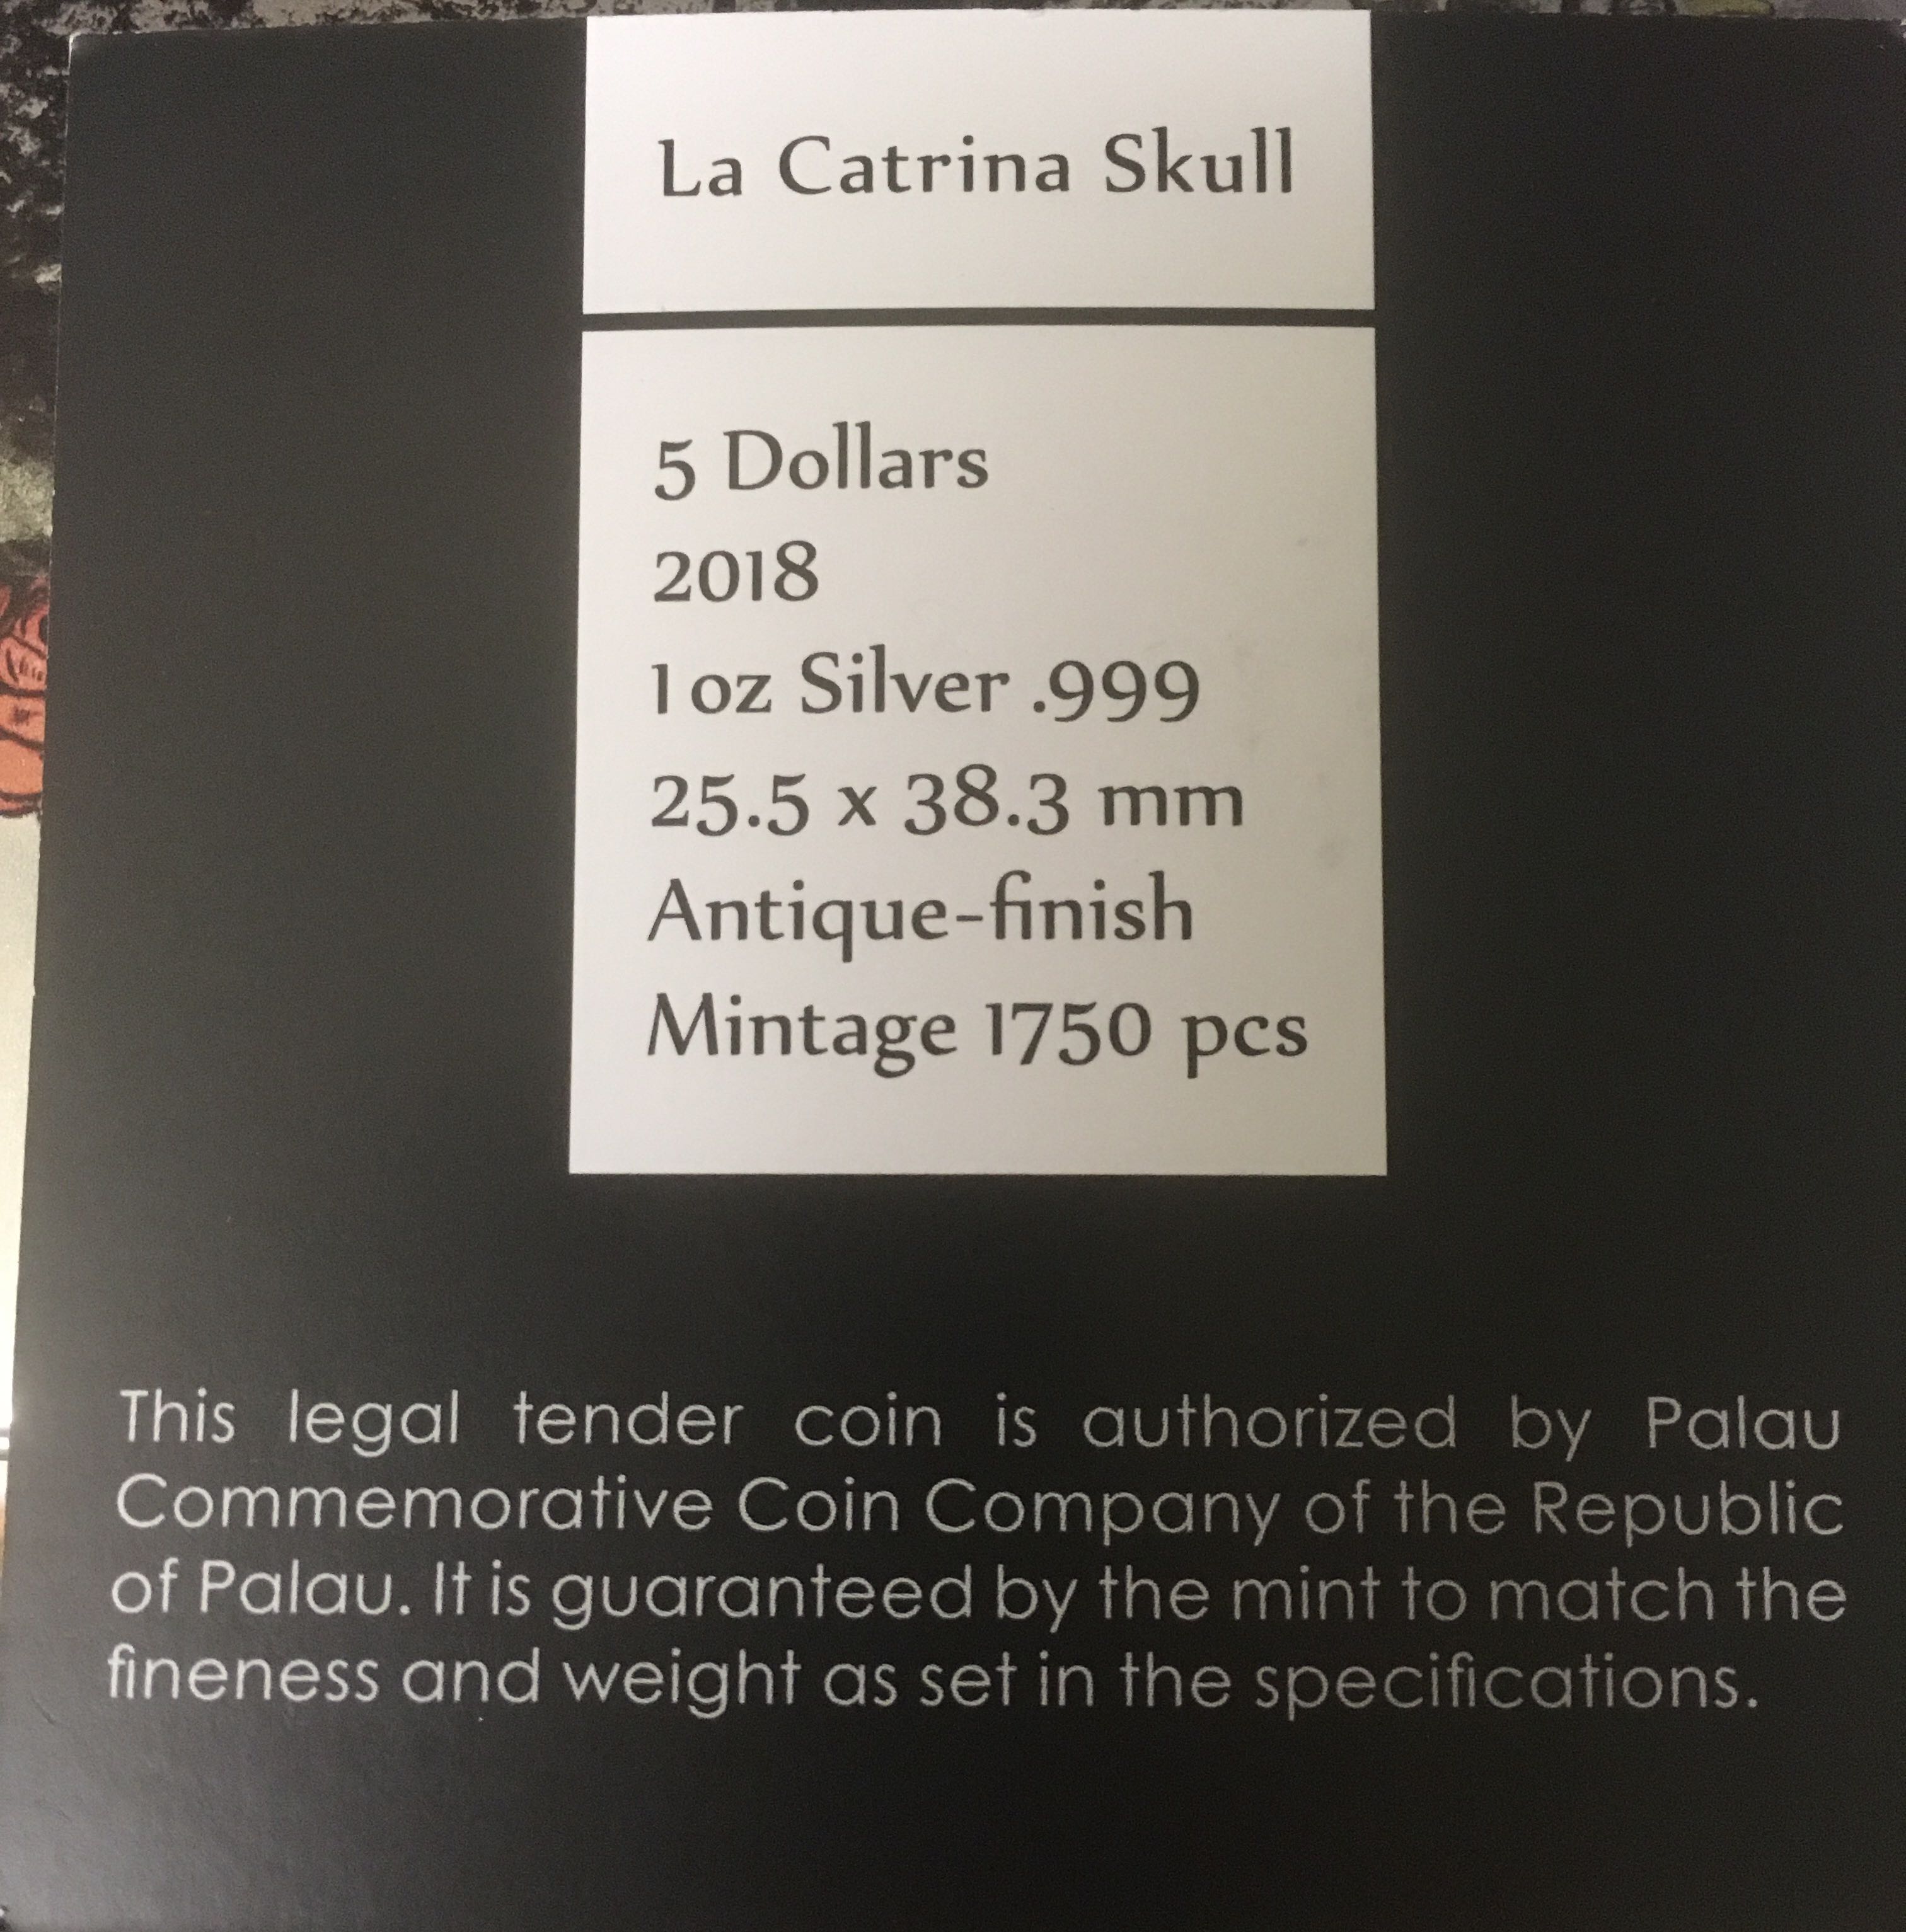 La Catrina Skull
5 Dollars
2018
1 oz Silver .999
25.5 x 38.3 mm
Antique-finish
Mintage 1750 pcs
This legal tender coin is authorized by Palau
Commemorative Coin Company of the Republic
of Palau. It is guaranteed by the mint to match the
fineness and weight as set in the specifications.